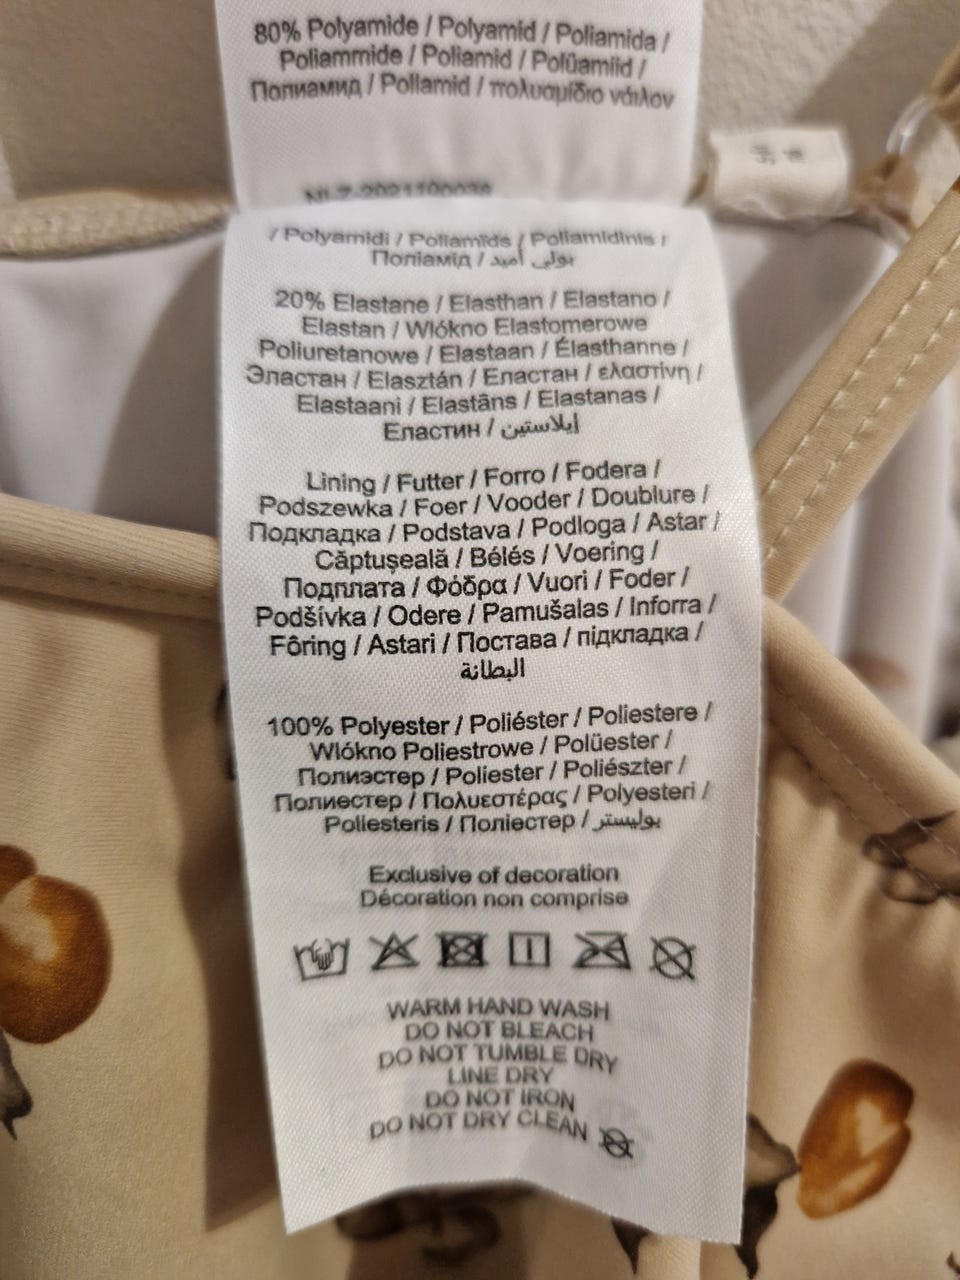 80% Polyamide / Polyamid / Poliamida /
Poliammide / Poliamid / Polüamiid /
Полиамид / Poliamid / πολυαμίδιο νάιλον
/ Polyamidi / Poliamīds / Poliamidinis /
Поліамід / بولي أميد
20% Elastane / Elasthan / Elastano /
Elastan / Wlókno Elastomerowe
Poliuretanowe / Elastaan / Élasthanne /
Эластан / Elasztán / Еластан / ελαστίνη /
Elastaani / Elastāns / Elastanas /
Еластин / إيلاستين
Lining / Futter / Forro / Fodera /
Podszewka / Foer / Vooder / Doublure /
Подкладка / Podstava / Podloga / Astar /
Căptușeală / Bélés / Voering /
Подплата / Φόδρα / Vuori / Foder /
Podšívka / Odere / Pamušalas / Inforra /
Fôring / Astari / Постава / підкладка /
البطانة
100% Polyester / Poliéster / Poliestere /
Wlókno Poliestrowe / Polüester /
Полиэстер / Poliester / Poliészter /
Полиестер / Πολυεστέρας / Polyesteri /
Poliesteris / Поліестер / بوليستر
Exclusive of decoration
Décoration non comprise
WARM HAND WASH
DO NOT BLEACH
DO NOT TUMBLE DRY
LINE DRY
DO NOT IRON
DO NOT DRY CLEAN